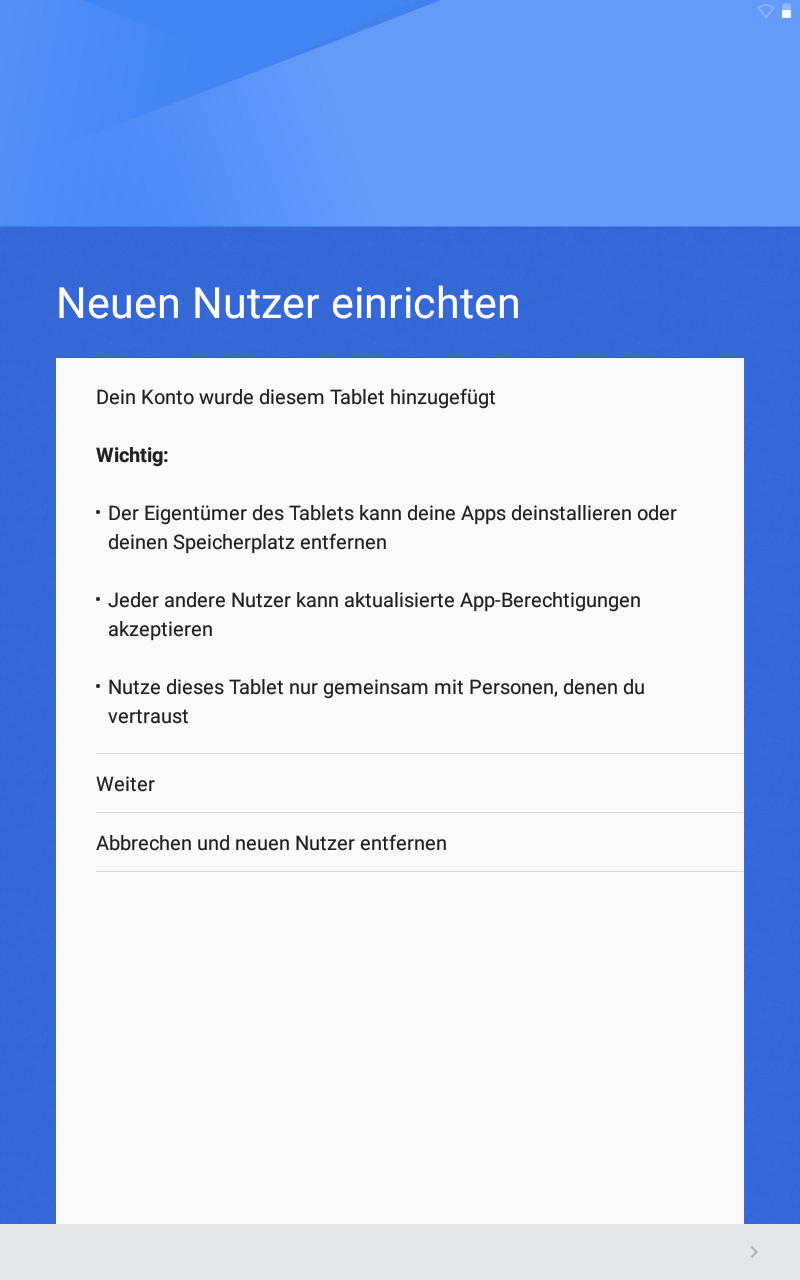 Neuen Nutzer einrichten
Dein Konto wurde diesem Tablet hinzugefügt
Wichtig:
• Der Eigentümer des Tablets kann deine Apps deinstallieren oder
deinen Speicherplatz entfernen
• Jeder andere Nutzer kann aktualisierte App-Berechtigungen
akzeptieren
• Nutze dieses Tablet nur gemeinsam mit Personen, denen du
vertraust
Weiter
Abbrechen und neuen Nutzer entfernen